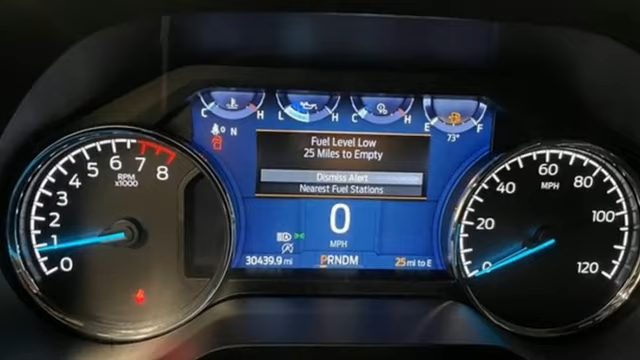 C H L H C H E F
0 N
73°
Fuel Level Low
25 Miles to Empty
Dismiss Alert
Nearest Fuel Stations
0
MPH
30439.9 mi PRNDM 25 mi to E
0 1 2 3 4 5 6 7 8
RPM
x1000
0 20 40 60 80 100 120
MPH